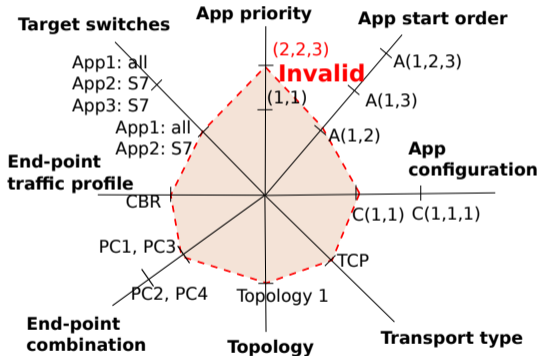 App priority
Target switches
App start order
(2,2,3)
Invalid
App1: all
App2: S7
App3: S7
A(1,2,3)
(1,1)
A(1,3)
App1: all
App2: S7
A(1,2)
End-point
traffic profile
App
configuration
CBR
C(1,1)
C(1,1,1)
PC1, PC3
TCP
PC2, PC4
Topology 1
End-point
combination
Topology
Transport type